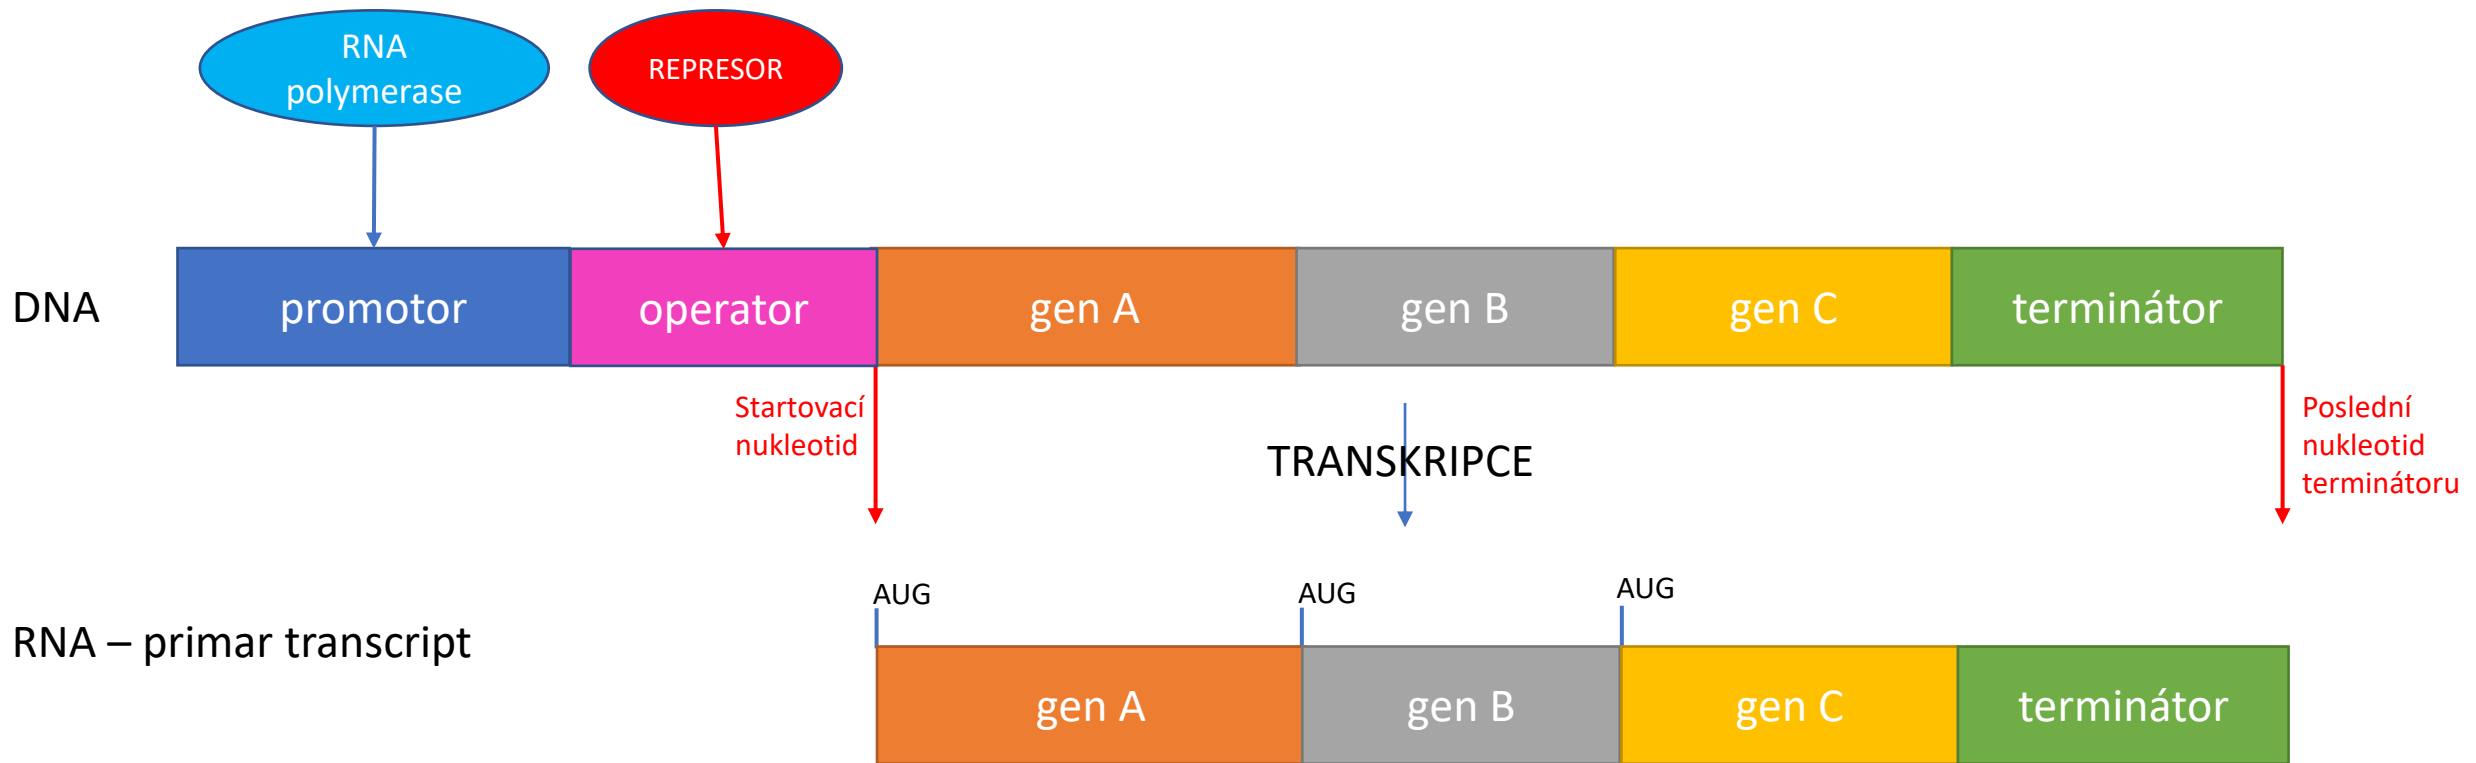 RNA
polymerase
REPRESOR
DNA
promotor
operator
gen A
gen B
gen C
terminátor
Startovací
nukleotid
TRANSKRIPCE
Poslední
nukleotid
terminátoru
AUG
AUG
AUG
RNA – primar transcript
gen A
gen B
gen C
terminátor